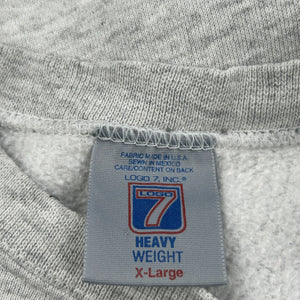 FABRIC MADE IN U.S.A.
SEWN IN MEXICO
CARE/CONTENT ON BACK
LOGO 7, INC.®
LOGO
7
HEAVY
WEIGHT
X-Large